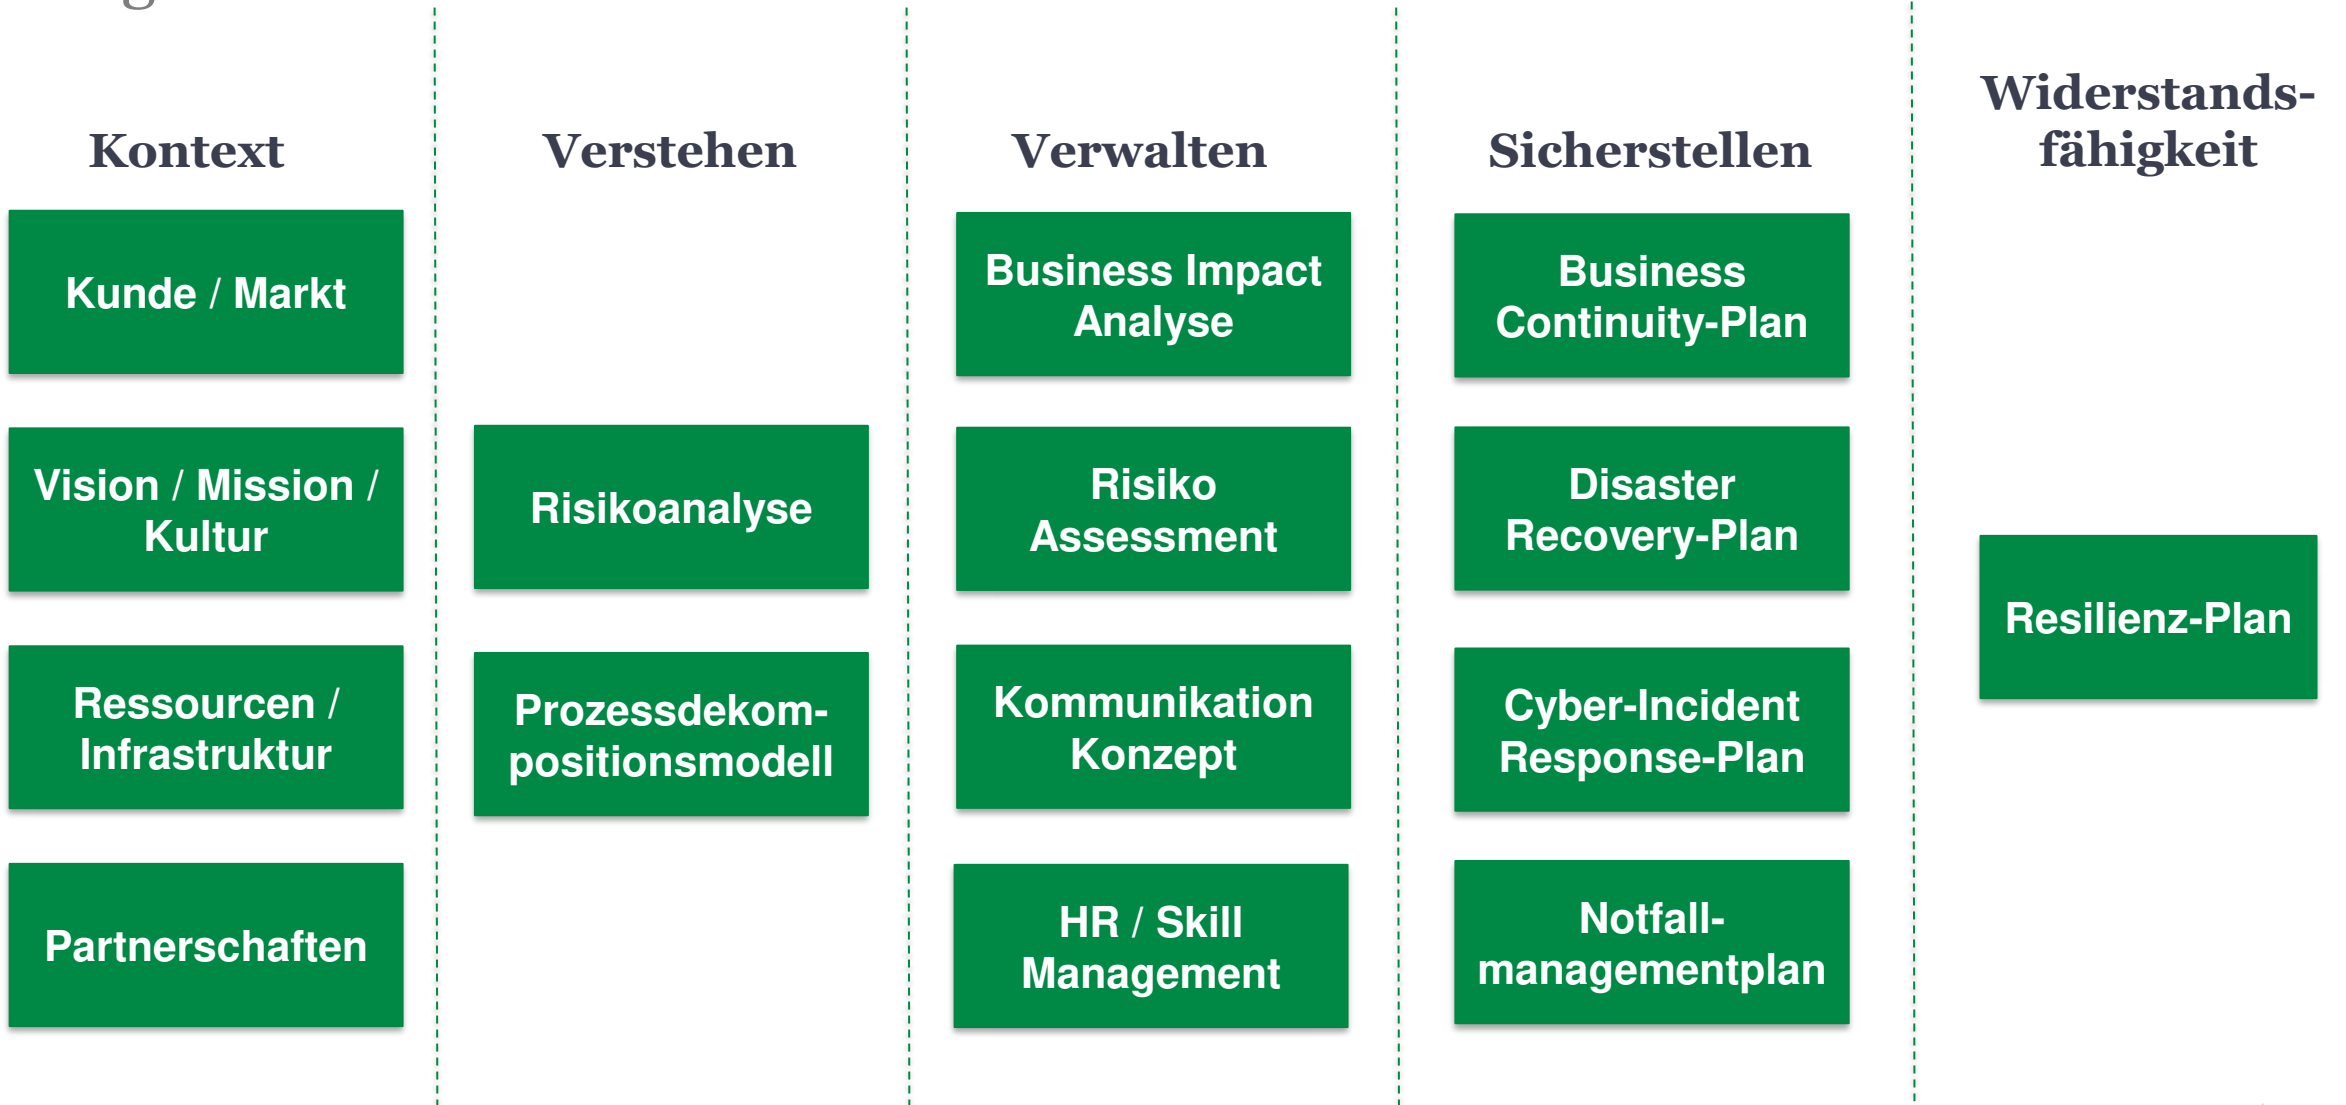 Kontext
Kunde / Markt
Vision / Mission /
Kultur
Ressourcen /
Infrastruktur
Partnerschaften
Verstehen
Risikoanalyse
Prozessdekom-
positionsmodell
Verwalten
Business Impact
Analyse
Risiko
Assessment
Kommunikation
Konzept
HR / Skill
Management
Sicherstellen
Business
Continuity-Plan
Disaster
Recovery-Plan
Cyber-Incident
Response-Plan
Notfall-
managementplan
Widerstands-
fähigkeit
Resilienz-Plan